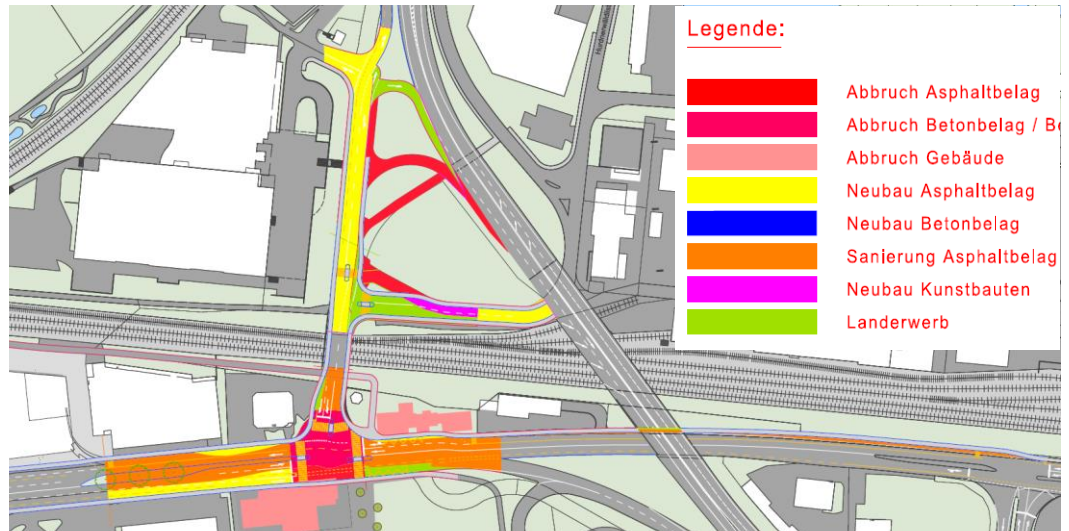 Legende:
Abbruch Asphaltbelag
Abbruch Betonbelag / Be
Abbruch Gebäude
Neubau Asphaltbelag
Neubau Betonbelag
Sanierung Asphaltbelag
Neubau Kunstbauten
Landerwerb